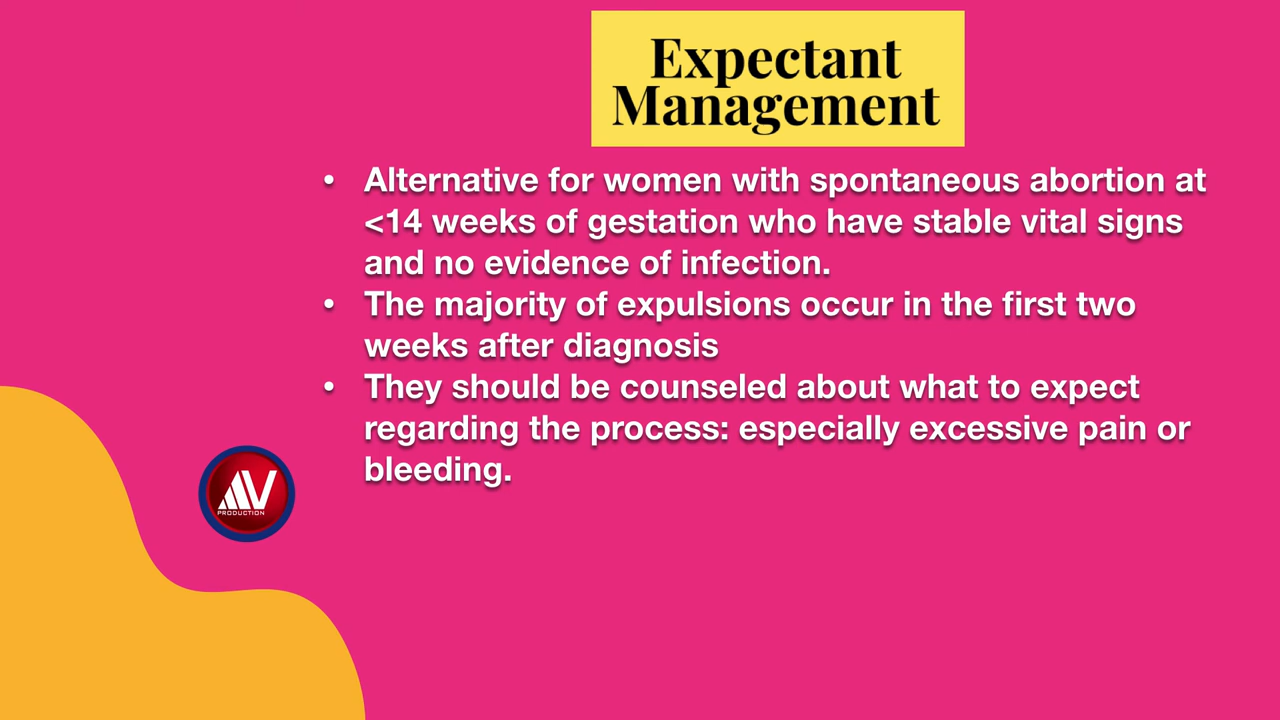 Expectant
Management
• Alternative for women with spontaneous abortion at
<14 weeks of gestation who have stable vital signs
and no evidence of infection.
• The majority of expulsions occur in the first two
weeks after diagnosis
• They should be counseled about what to expect
regarding the process: especially excessive pain or
bleeding.
AV
PRODUCTION